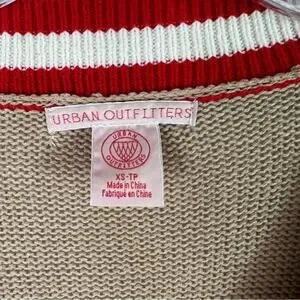 URBAN OUTFITTERS
URBAN
OUTFITTERS
XS-TP
Made in China
Fabriqué en Chine